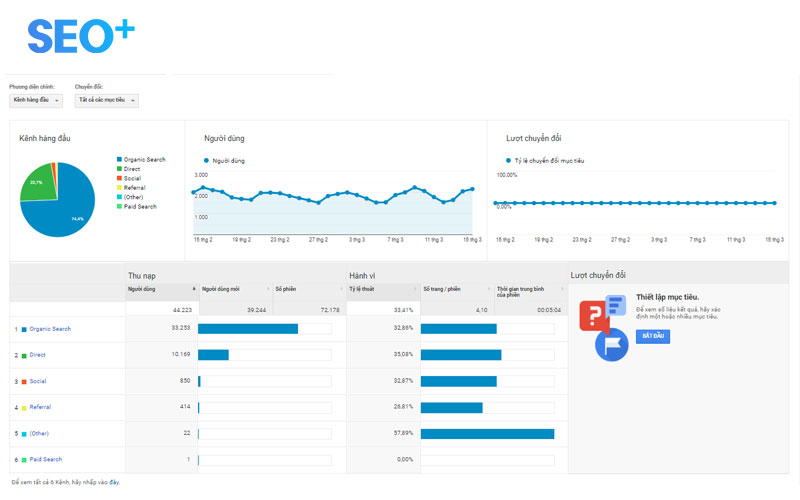 SEO+
Phương diện chính:
Chuyển đổi:
Kênh hàng đầu
Tất cả các mục tiêu
Kênh hàng đầu
Organic Search
Direct
Social
Referral
(Other)
Paid Search
22,7%
74,4%
Người dùng
Người dùng
3.000
2.000
1.000
15 thg 2
19 thg 2
23 thg 2
27 thg 2
3 thg 3
7 thg 3
11 thg 3
15 thg 3
Lượt chuyển đổi
Tỷ lệ chuyển đổi mục tiêu
100,00%
0,00%
15 thg 2
19 thg 2
23 thg 2
27 thg 2
3 thg 3
7 thg 3
11 thg 3
15 thg 3
Thu nạp
Hành vi
Lượt chuyển đổi
Người dùng
Người dùng mới
Số phiên
Tỷ lệ thoát
Số trang / phiên
Thời gian trung bình của phiên
44.223
39.244
72.178
33,41%
4,10
00:05:04
1 Organic Search 33.253 32,86%
2 Direct 10.169 35,08%
3 Social 850 32,87%
4 Referral 414 26,81%
5 (Other) 22 57,89%
6 Paid Search 1 0,00%
Thiết lập mục tiêu.
Để xem số liệu kết quả, hãy xác
định một hoặc nhiều mục tiêu.
BẮT ĐẦU
Để xem tất cả 6 Kênh, hãy nhấp vào đây.